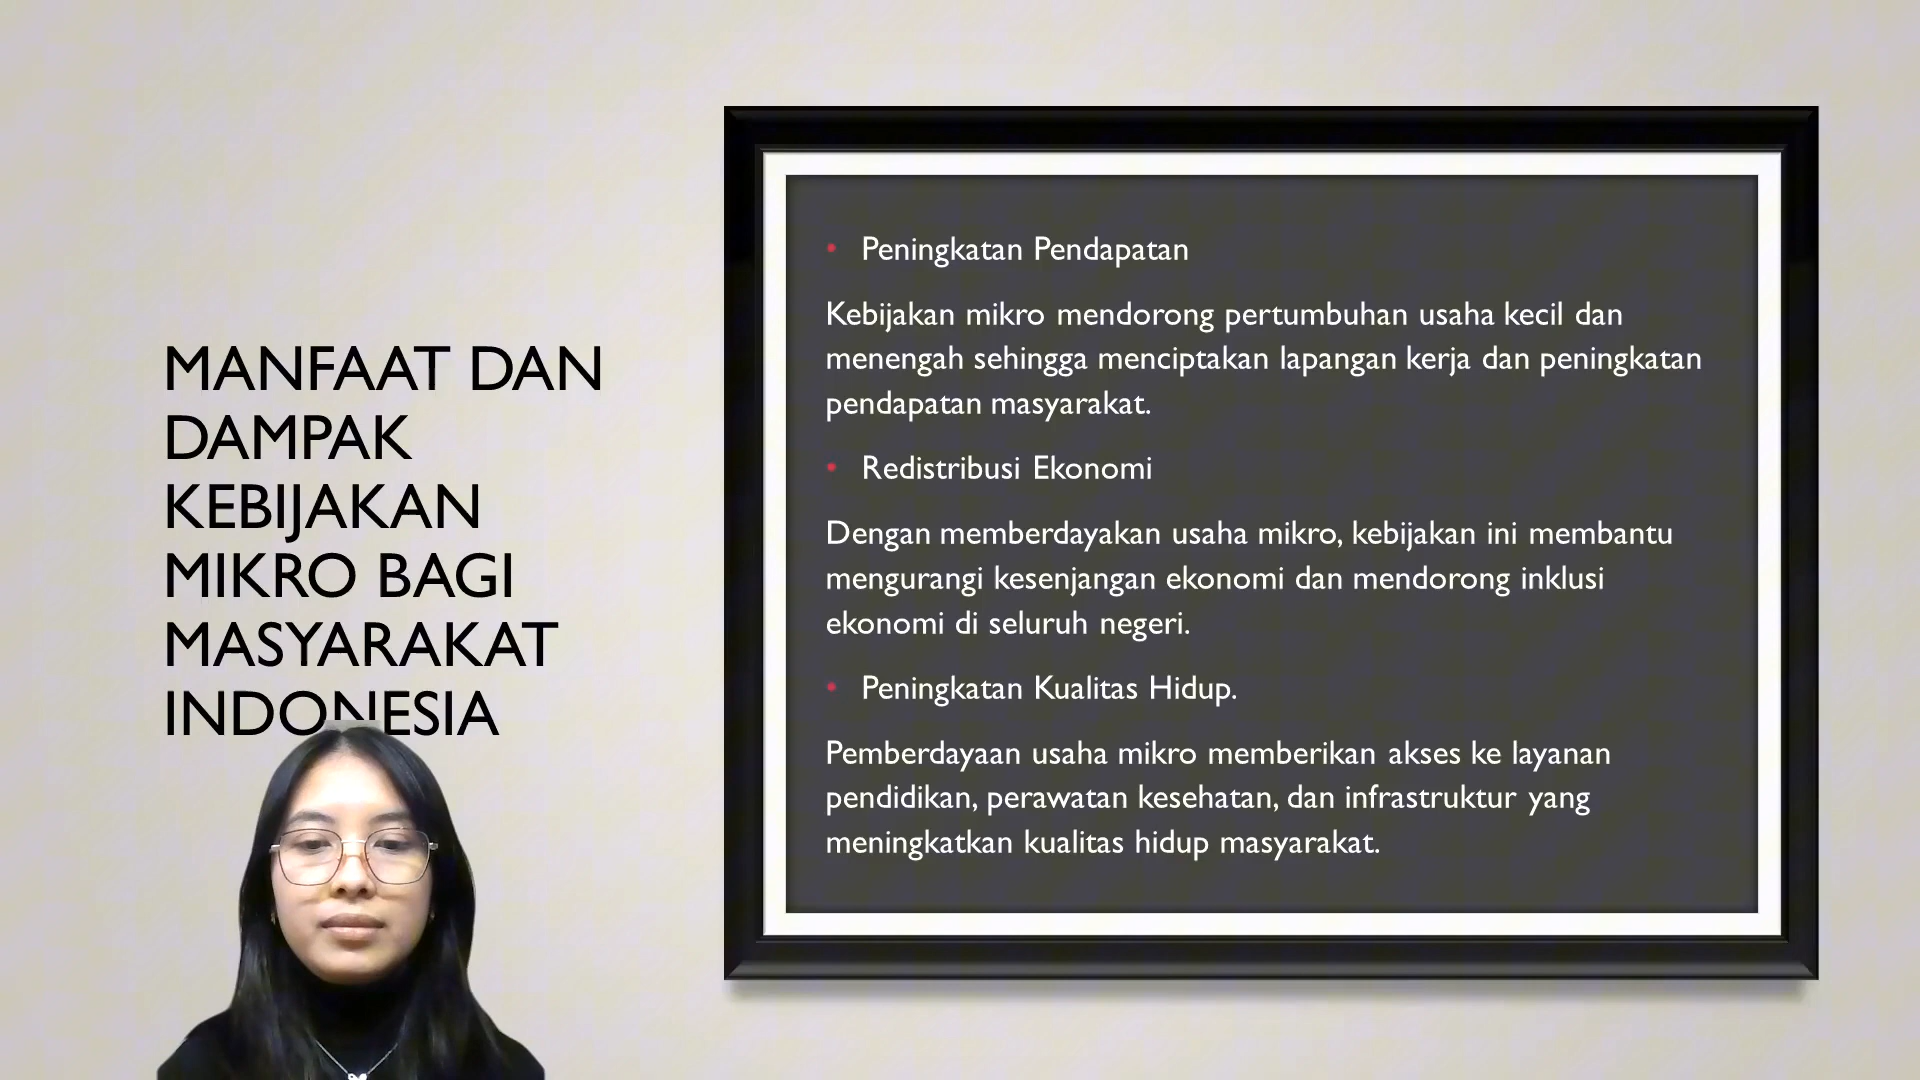 MANFAAT DAN
DAMPAK
KEBIJAKAN
MIKRO BAGI
MASYARAKAT
INDONESIA
• Peningkatan Pendapatan
Kebijakan mikro mendorong pertumbuhan usaha kecil dan
menengah sehingga menciptakan lapangan kerja dan peningkatan
pendapatan masyarakat.
• Redistribusi Ekonomi
Dengan memberdayakan usaha mikro, kebijakan ini membantu
mengurangi kesenjangan ekonomi dan mendorong inklusi
ekonomi di seluruh negeri.
• Peningkatan Kualitas Hidup.
Pemberdayaan usaha mikro memberikan akses ke layanan
pendidikan, perawatan kesehatan, dan infrastruktur yang
meningkatkan kualitas hidup masyarakat.